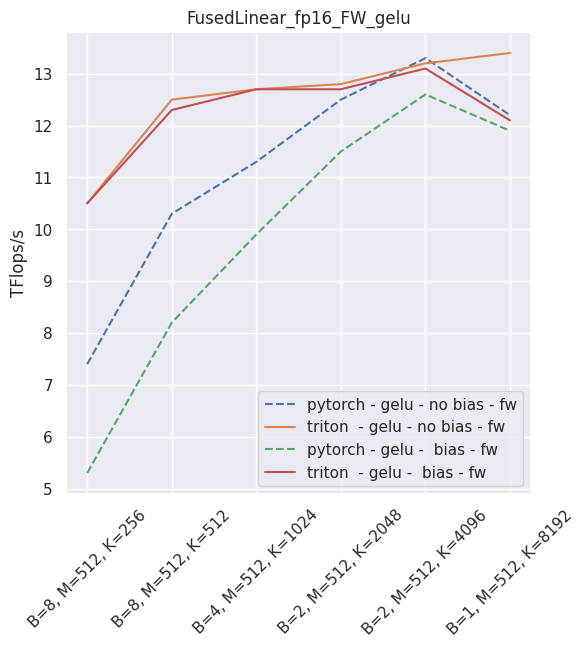 FusedLinear_fp16_FW_gelu
TFlops/s
13
12
11
10
9
8
7
6
5
pytorch - gelu - no bias - fw
triton  - gelu - no bias - fw
pytorch - gelu -  bias - fw
triton  - gelu -  bias - fw
B=8, M=512, K=256
B=8, M=512, K=512
B=4, M=512, K=1024
B=2, M=512, K=2048
B=2, M=512, K=4096
B=1, M=512, K=8192